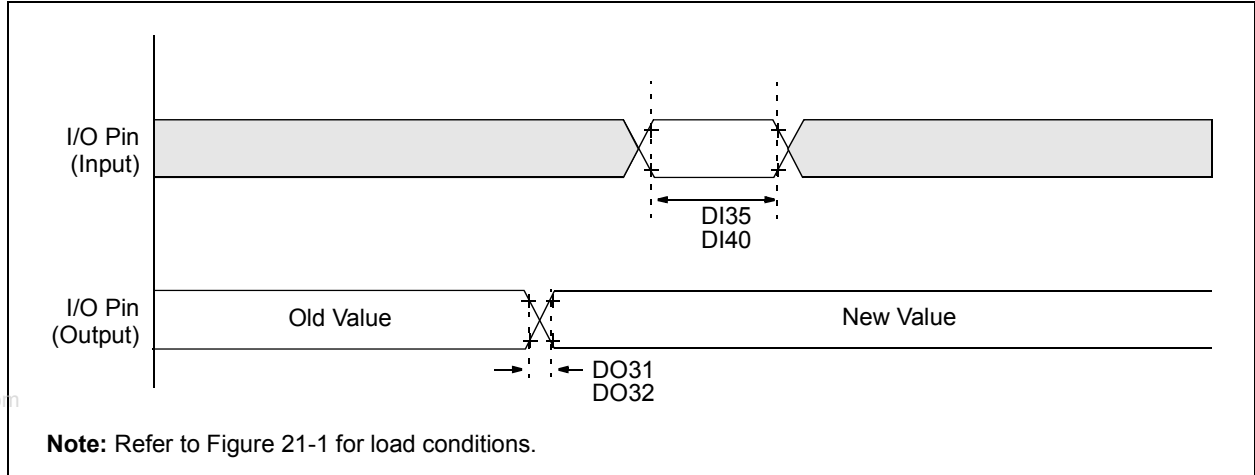 I/O Pin
(Input)
DI35
DI40
I/O Pin
(Output)
Old Value
New Value
DO31
DO32
om
Note: Refer to Figure 21-1 for load conditions.